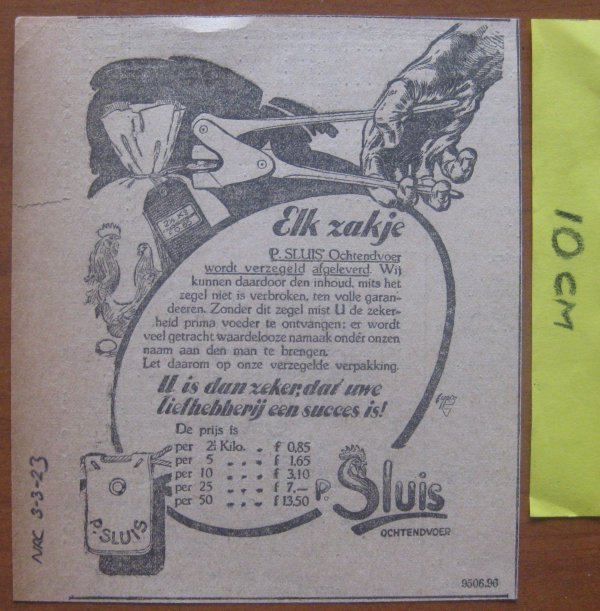 Elk zakje
"P. SLUIS" Ochtendvoer
wordt verzegeld afgeleverd. Wij
kunnen daardoor den inhoud, mits het
zegel niet is verbroken, ten volle garan-
deeren. Zonder dit zegel mist U de zeker-
heid prima voeder te ontvangen; er wordt
veel getracht waardelooze namaak ondér onzen
naam aan den man te brengen.
Let daarom op onze verzegelde verpakking.
U is dan zeker, dat uwe
liefhebberij een succes is!
De prijs is
per 2½ Kilo. . f 0,85
per 5 „ . „ . f 1,65
per 10 „ . „ . f 3,10
per 25 „ . „ . f 7,—
per 50 „ . „ . f 13,50
P. Sluis
OCHTENDVOER
P. SLUIS
9506.96
NRC 3-3-23
10 CM